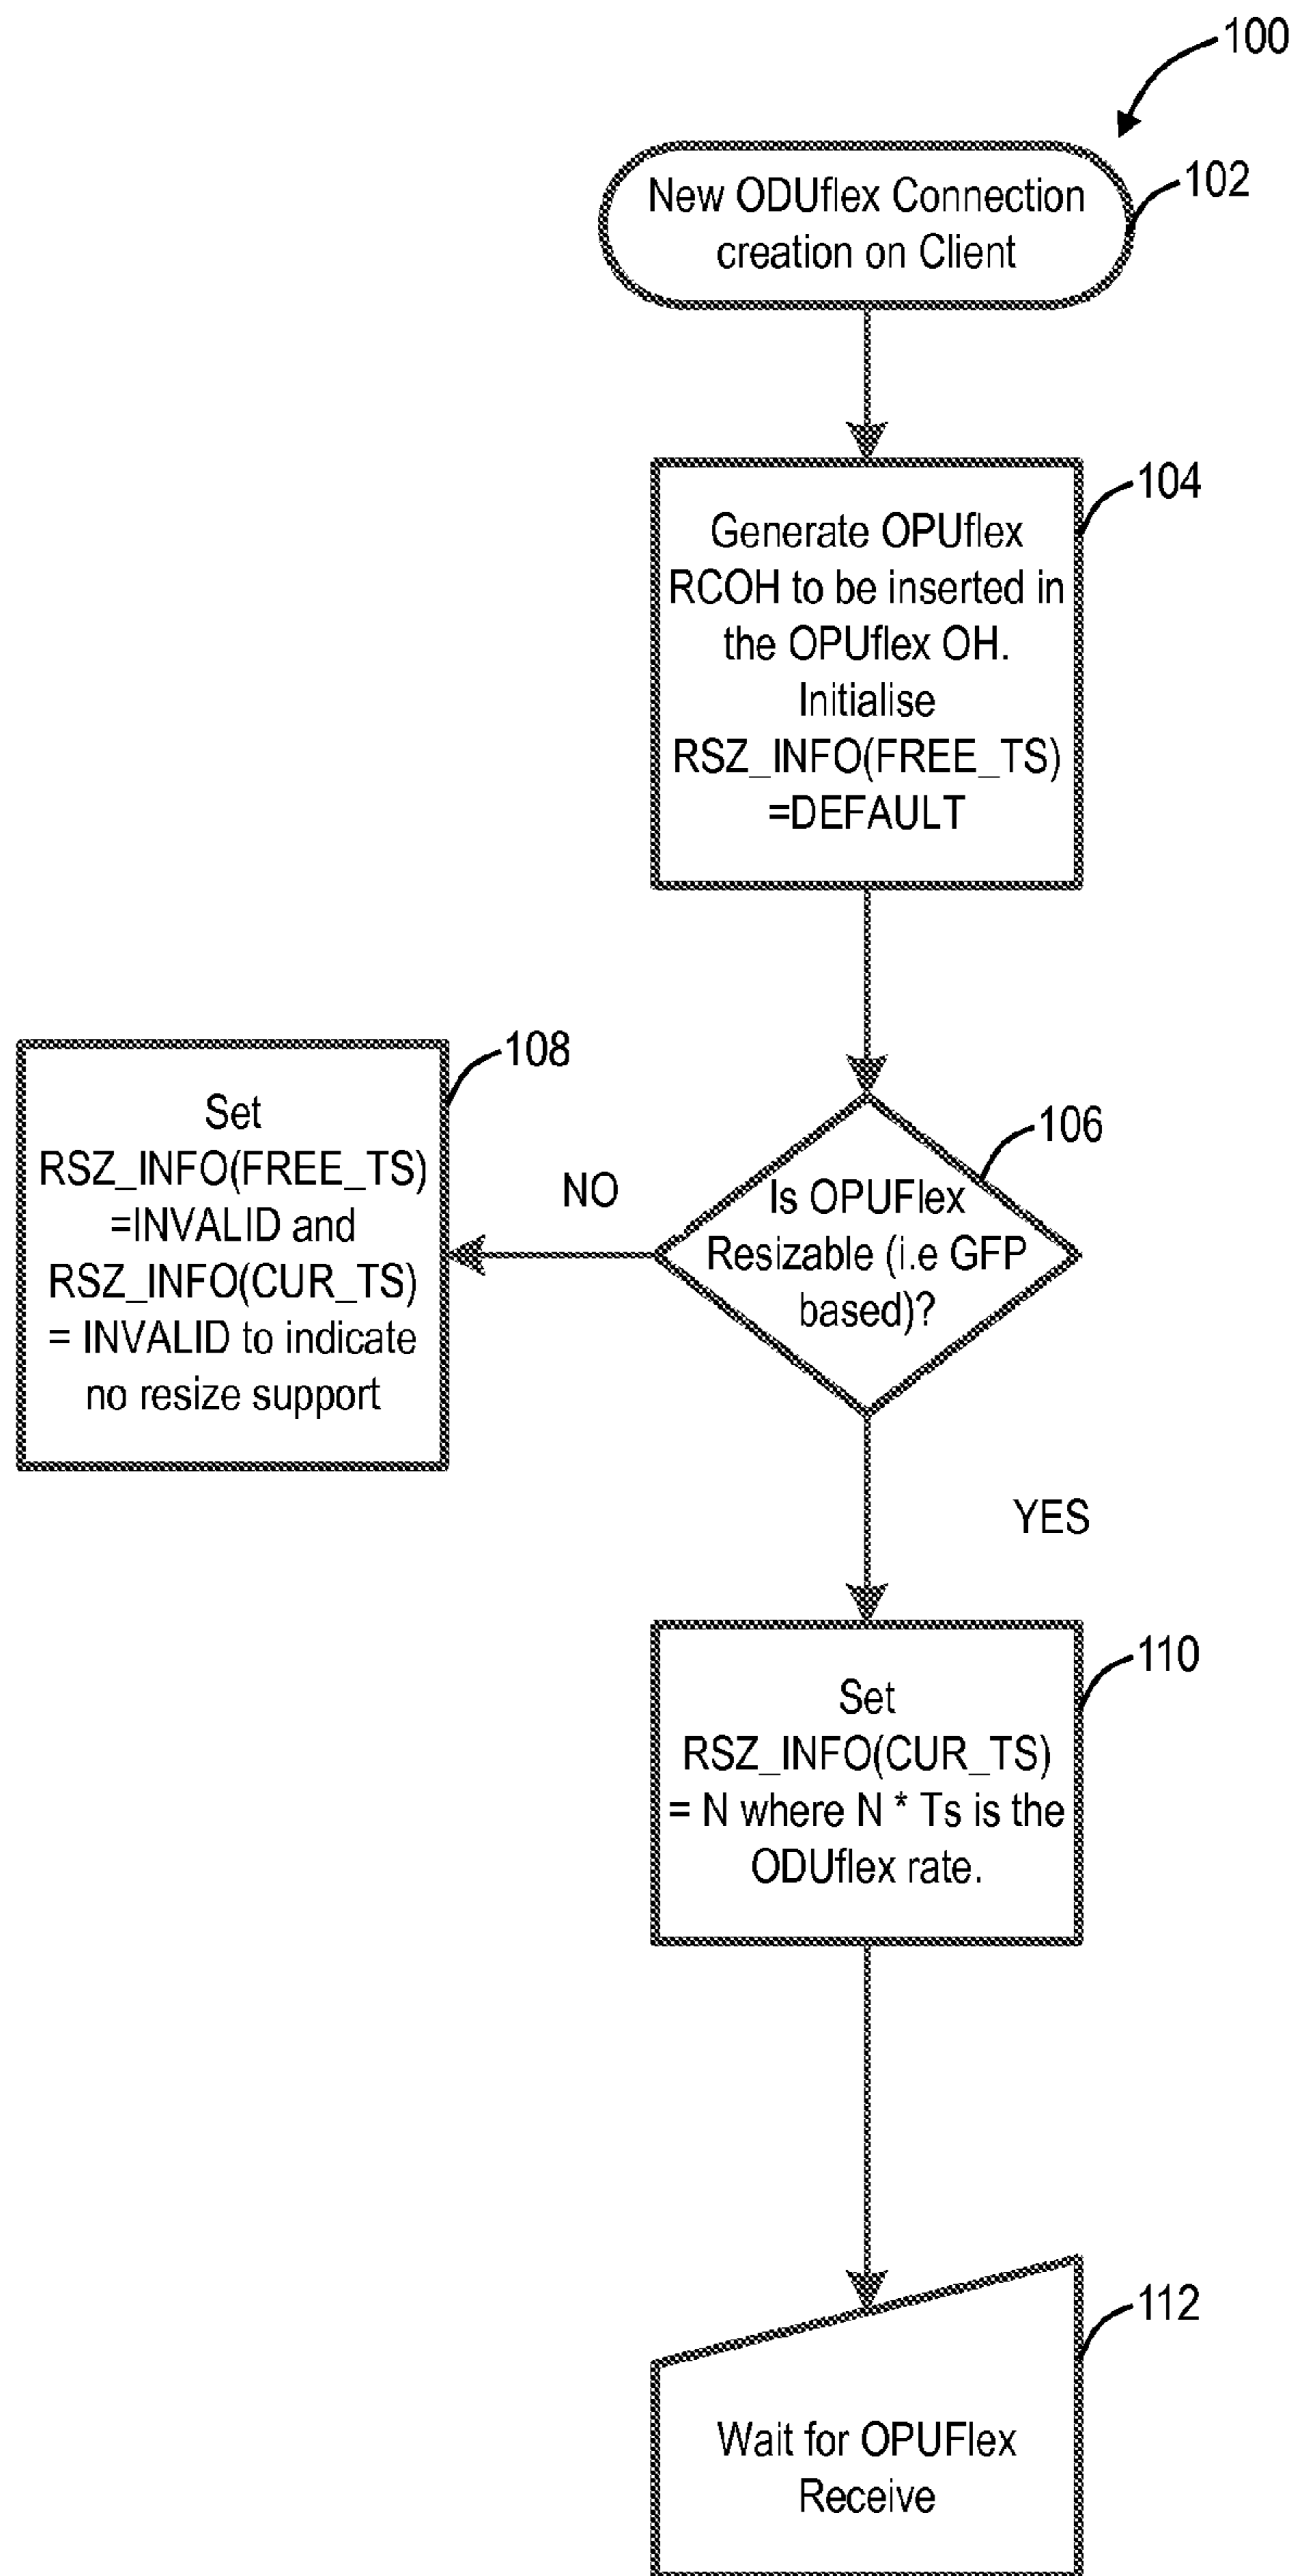 100
New ODUflex Connection
creation on Client
102
Generate OPUflex
RCOH to be inserted in
the OPUflex OH.
Initialise
RSZ_INFO(FREE_TS)
=DEFAULT
104
Is OPUFlex
Resizable (i.e GFP
based)?
106
NO
Set
RSZ_INFO(FREE_TS)
=INVALID and
RSZ_INFO(CUR_TS)
= INVALID to indicate
no resize support
108
YES
Set
RSZ_INFO(CUR_TS)
= N where N * Ts is the
ODUflex rate.
110
Wait for OPUFlex
Receive
112